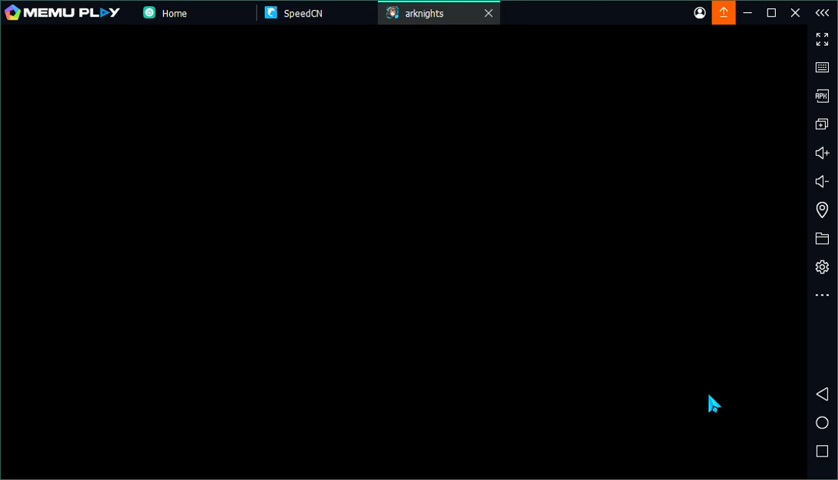 MEMU PLAY
Home
SpeedCN
arknights
APK